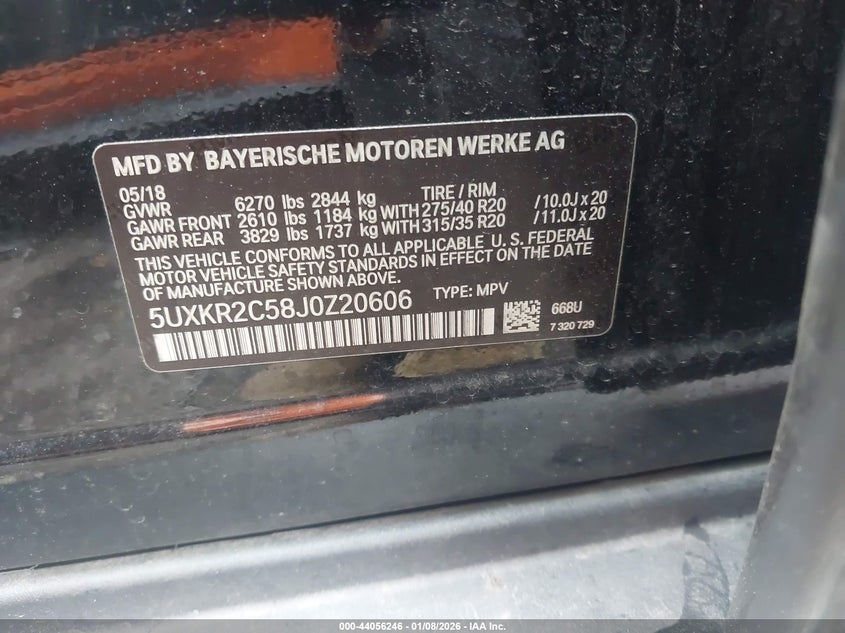 MFD BY BAYERISCHE MOTOREN WERKE AG
05/18 TIRE / RIM
GVWR 6270 lbs 2844 kg
GAWR FRONT 2610 lbs 1184 kg WITH 275/40 R20 /10.0J x 20
GAWR REAR 3829 lbs 1737 kg WITH 315/35 R20 /11.0J x 20
THIS VEHICLE CONFORMS TO ALL APPLICABLE U.S. FEDERAL
MOTOR VEHICLE SAFETY STANDARDS IN EFFECT ON THE DATE
OF MANUFACTURE SHOWN ABOVE.
5UXKR2C58J0Z20606 TYPE: MPV
668U
7 320 729
000-44056246 - 01/08/2026 - IAA Inc.